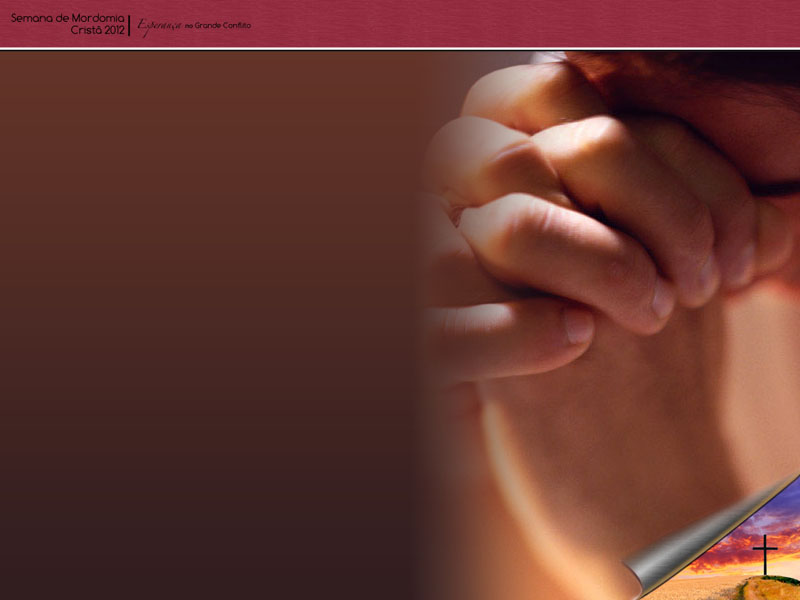 Semana de Mordomia
Cristã 2012
Esperança no Grande Conflito